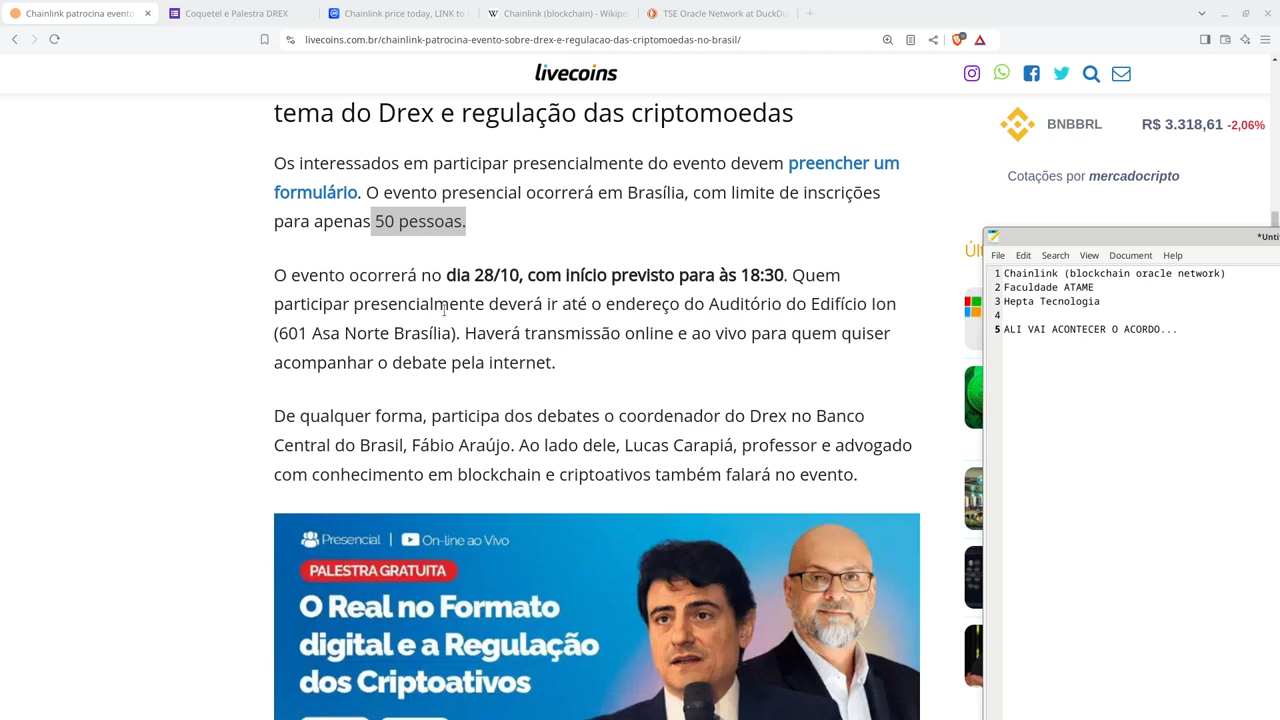 Chainlink patrocina evento
Coquetel e Palestra DREX
Chainlink price today, LINK to
Chainlink (blockchain) - Wikipe
TSE Oracle Network at DuckDu
livecoins.com.br/chainlink-patrocina-evento-sobre-drex-e-regulacao-das-criptomoedas-no-brasil/
livecoins
tema do Drex e regulação das criptomoedas
BNBBRL R$ 3.318,61 -2,06%
Cotações por mercadocripto
Os interessados em participar presencialmente do evento devem preencher um
formulário. O evento presencial ocorrerá em Brasília, com limite de inscrições
para apenas 50 pessoas.
O evento ocorrerá no dia 28/10, com início previsto para às 18:30. Quem
participar presencialmente deverá ir até o endereço do Auditório do Edifício Ion
(601 Asa Norte Brasília). Haverá transmissão online e ao vivo para quem quiser
acompanhar o debate pela internet.
De qualquer forma, participa dos debates o coordenador do Drex no Banco
Central do Brasil, Fábio Araújo. Ao lado dele, Lucas Carapiá, professor e advogado
com conhecimento em blockchain e criptoativos também falará no evento.
Presencial | On-line ao Vivo
PALESTRA GRATUITA
O Real no Formato
digital e a Regulação
dos Criptoativos
Úl
*Unti
File Edit Search View Document Help
1 Chainlink (blockchain oracle network)
2 Faculdade ATAME
3 Hepta Tecnologia
4
5 ALI VAI ACONTECER O ACORDO...